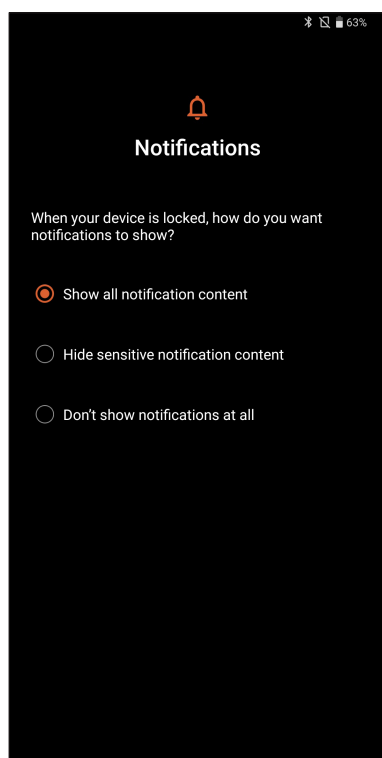 63%
Notifications
When your device is locked, how do you want
notifications to show?
Show all notification content
Hide sensitive notification content
Don’t show notifications at all